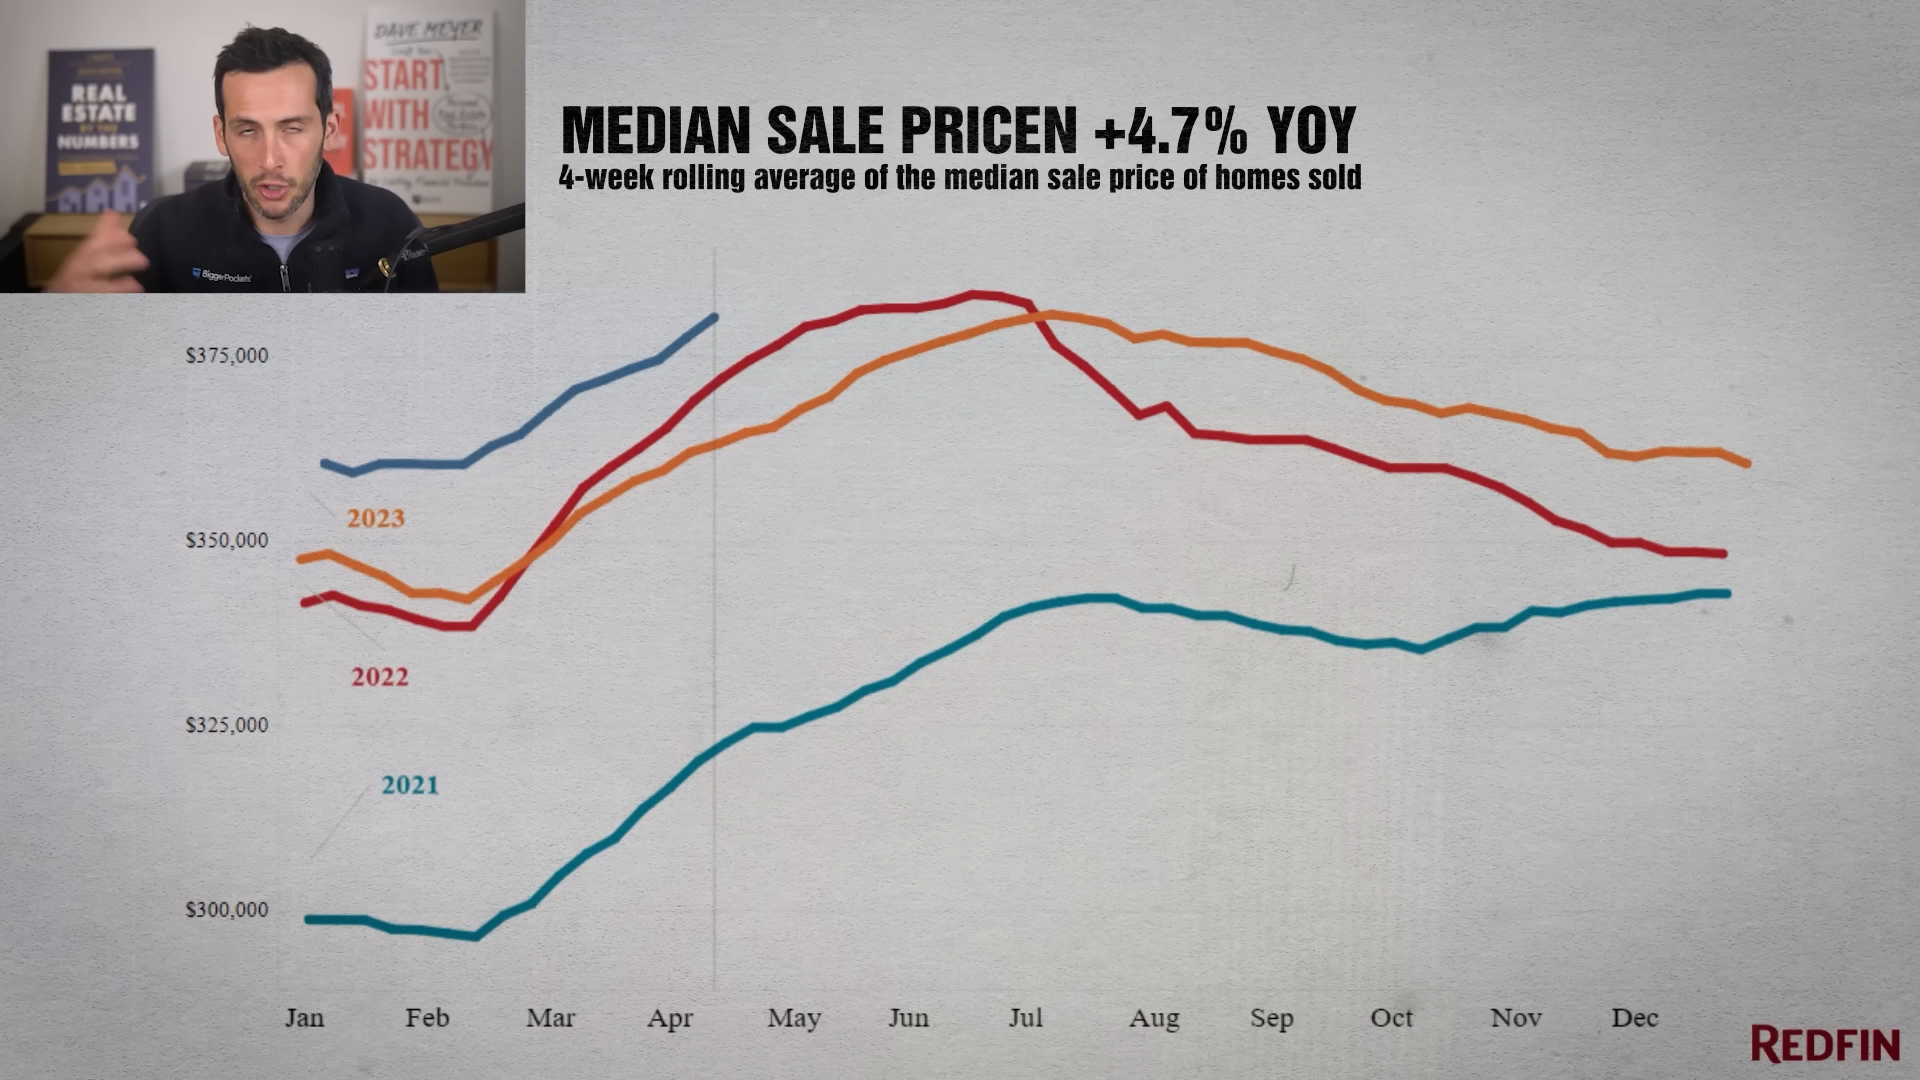 REAL
ESTATE
BY THE
NUMBERS
DAVE MEYER
START
WITH
STRATEGY
BiggerPockets
MEDIAN SALE PRICEN +4.7% YOY
4-week rolling average of the median sale price of homes sold
$375,000
$350,000
$325,000
$300,000
2023
2022
2021
Jan Feb Mar Apr May Jun Jul Aug Sep Oct Nov Dec
REDFIN